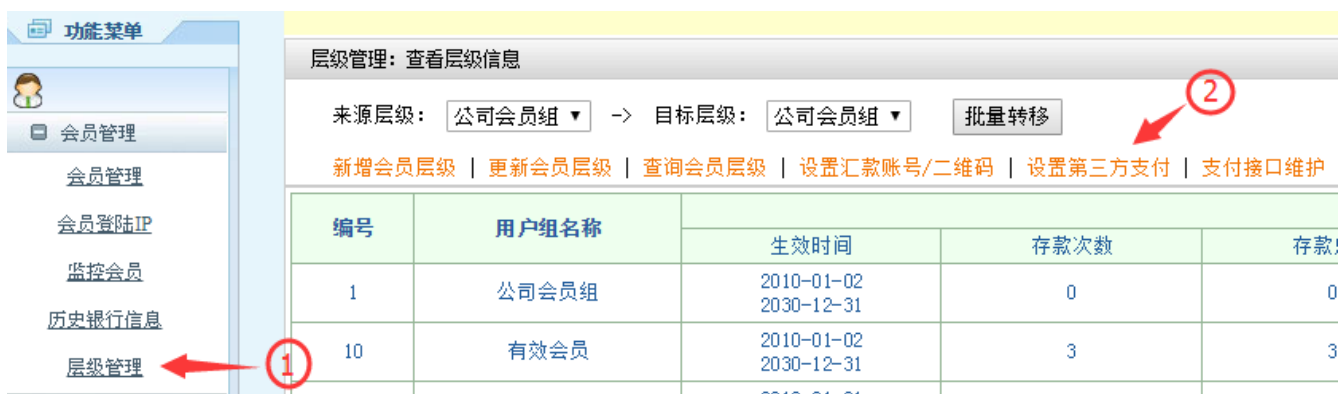 功能菜单
会员管理
会员管理
会员登陆IP
监控会员
历史银行信息
层级管理
1
层级管理: 查看层级信息
来源层级: 公司会员组 ▼ -> 目标层级: 公司会员组 ▼ 批量转移
2
新增会员层级 | 更新会员层级 | 查询会员层级 | 设置汇款账号/二维码 | 设置第三方支付 | 支付接口维护
编号 用户组名称
生效时间 存款次数 存款
1 公司会员组 2010-01-02 0 0
2030-12-31
10 有效会员 2010-01-02 3 3
2030-12-31